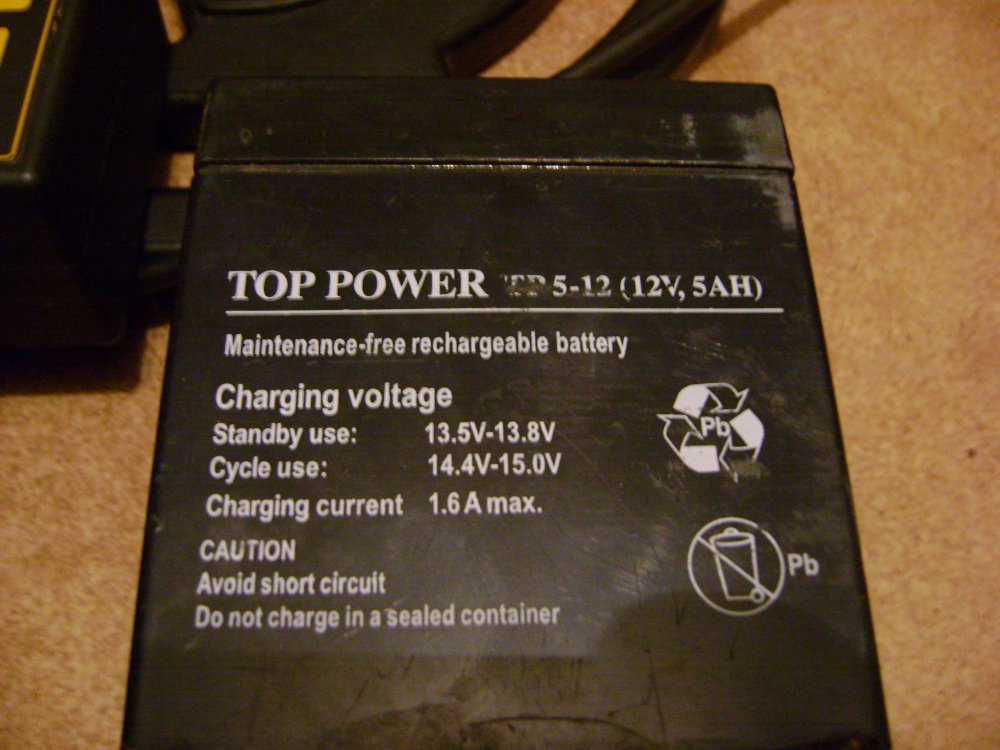 TOP POWER TP 5-12 (12V, 5AH)
Maintenance-free rechargeable battery
Charging voltage
Standby use: 13.5V-13.8V
Cycle use: 14.4V-15.0V
Charging current 1.6 A max.
Pb
CAUTION
Avoid short circuit
Pb
Do not charge in a sealed container